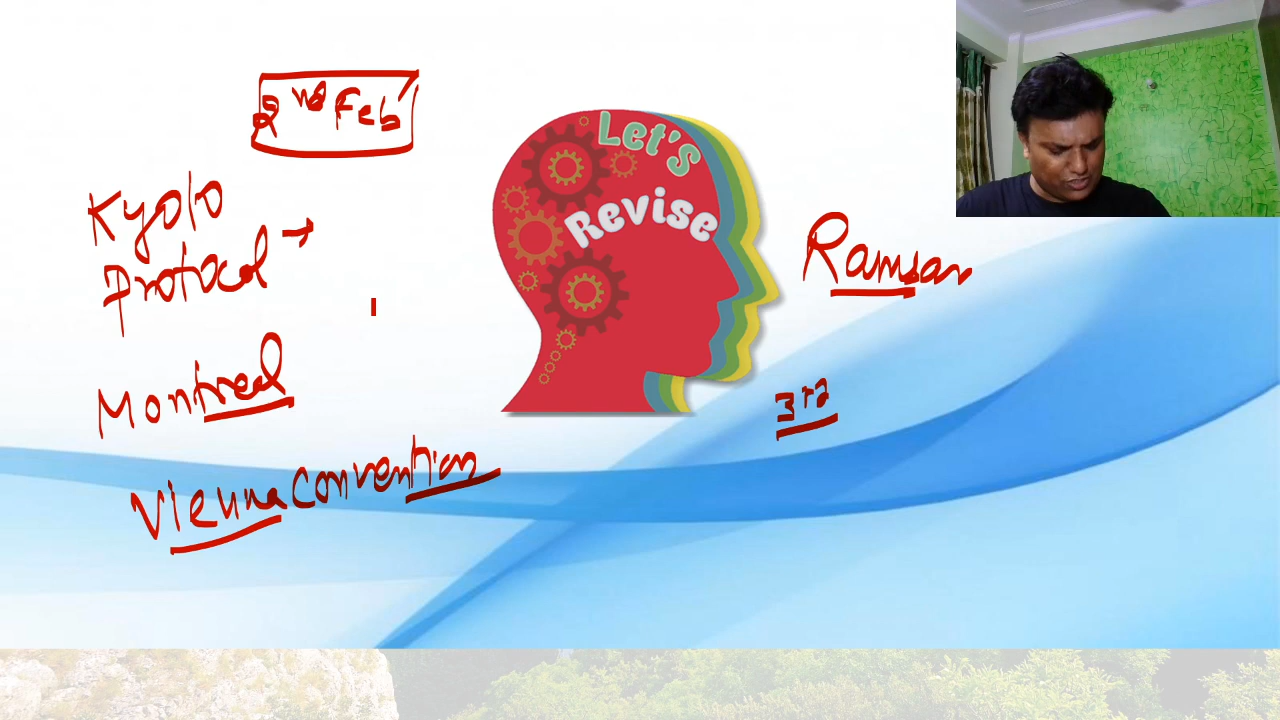 2nd Feb'
Kyoto
Protocol →
Montreal
Vienna Convention
Let's
Revise
Ramsar
3rd